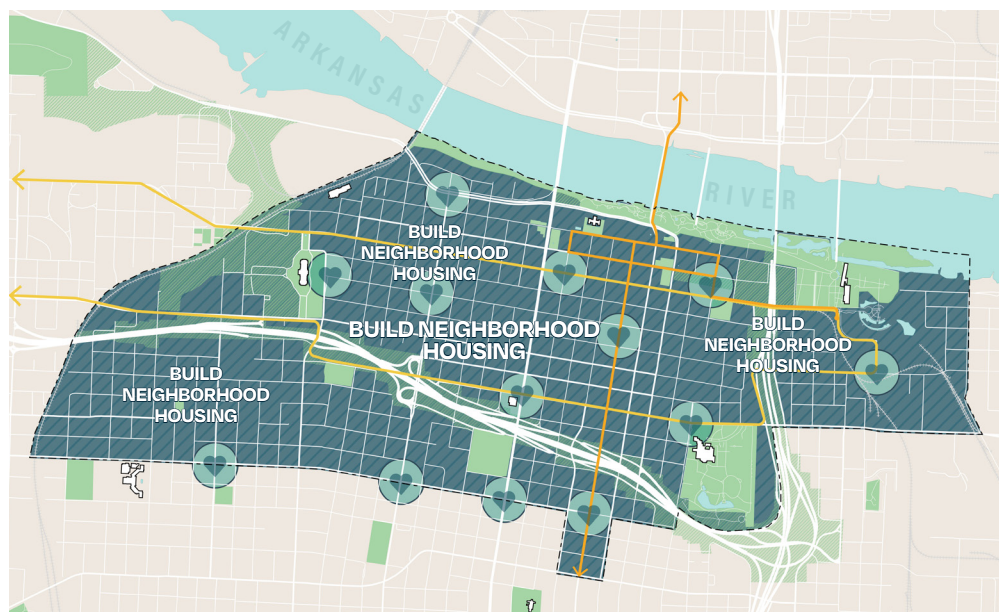 ARKANSAS
RIVER
BUILD
NEIGHBORHOOD
HOUSING
BUILD NEIGHBORHOOD
HOUSING
BUILD
NEIGHBORHOOD
HOUSING
BUILD
NEIGHBORHOOD
HOUSING